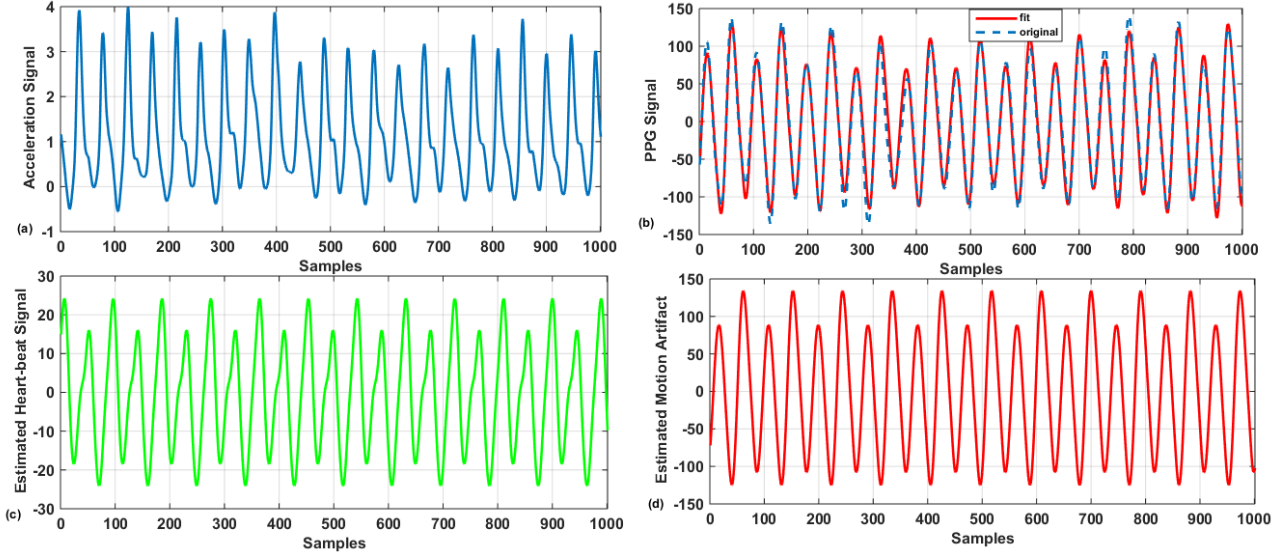 Acceleration Signal
4
3
2
1
0
-1
(a)
0 100 200 300 400 500 600 700 800 900 1000
Samples
PPG Signal
150
100
50
0
-50
-100
-150
(b)
fit
original
0 100 200 300 400 500 600 700 800 900 1000
Samples
Estimated Heart-beat Signal
30
20
10
0
-10
-20
-30
(c)
0 100 200 300 400 500 600 700 800 900 1000
Samples
Estimated Motion Artifact
150
100
50
0
-50
-100
-150
(d)
0 100 200 300 400 500 600 700 800 900 1000
Samples